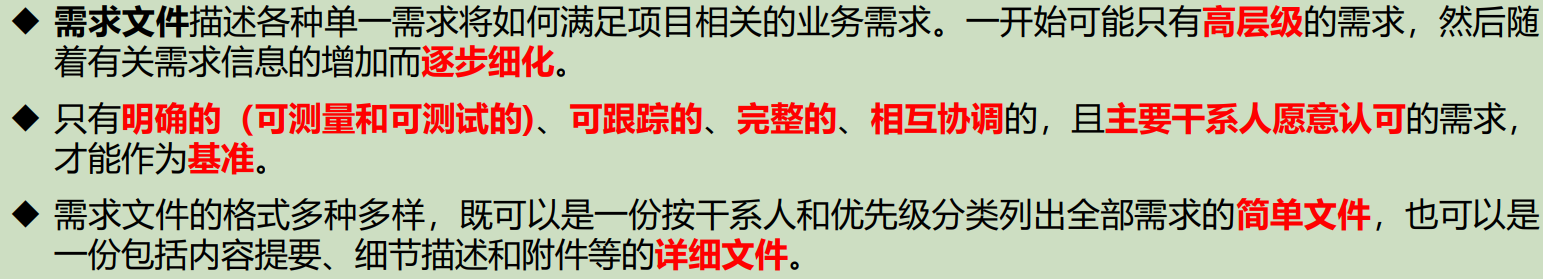 ◆ 需求文件描述各种单一需求将如何满足项目相关的业务需求。一开始可能只有高层级的需求，然后随
着有关需求信息的增加而逐步细化。
◆ 只有明确的（可测量和可测试的)、可跟踪的、完整的、相互协调的，且主要干系人愿意认可的需求，
才能作为基准。
◆ 需求文件的格式多种多样，既可以是一份按干系人和优先级分类列出全部需求的简单文件，也可以是
一份包括内容提要、细节描述和附件等的详细文件。